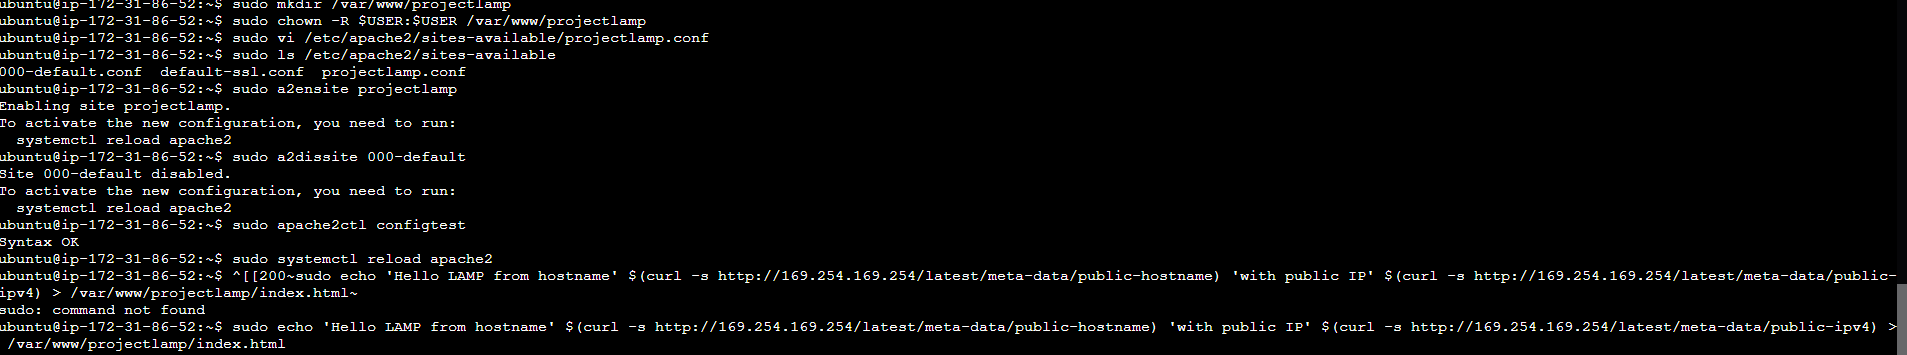 ubuntu@ip-172-31-86-52:~$ sudo mkdir /var/www/projectlamp
ubuntu@ip-172-31-86-52:~$ sudo chown -R $USER:$USER /var/www/projectlamp
ubuntu@ip-172-31-86-52:~$ sudo vi /etc/apache2/sites-available/projectlamp.conf
ubuntu@ip-172-31-86-52:~$ sudo ls /etc/apache2/sites-available
000-default.conf  default-ssl.conf  projectlamp.conf
ubuntu@ip-172-31-86-52:~$ sudo a2ensite projectlamp
Enabling site projectlamp.
To activate the new configuration, you need to run:
  systemctl reload apache2
ubuntu@ip-172-31-86-52:~$ sudo a2dissite 000-default
Site 000-default disabled.
To activate the new configuration, you need to run:
  systemctl reload apache2
ubuntu@ip-172-31-86-52:~$ sudo apache2ctl configtest
Syntax OK
ubuntu@ip-172-31-86-52:~$ sudo systemctl reload apache2
ubuntu@ip-172-31-86-52:~$ ^[[200~sudo echo 'Hello LAMP from hostname' $(curl -s http://169.254.169.254/latest/meta-data/public-hostname) 'with public IP' $(curl -s http://169.254.169.254/latest/meta-data/public-
ipv4) > /var/www/projectlamp/index.html~
sudo: command not found
ubuntu@ip-172-31-86-52:~$ sudo echo 'Hello LAMP from hostname' $(curl -s http://169.254.169.254/latest/meta-data/public-hostname) 'with public IP' $(curl -s http://169.254.169.254/latest/meta-data/public-ipv4) >
 /var/www/projectlamp/index.html